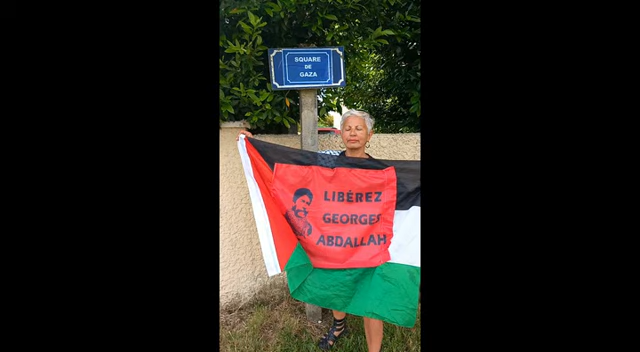 SQUARE
DE
GAZA
LIBÉREZ
GEORGES
ABDALLAH